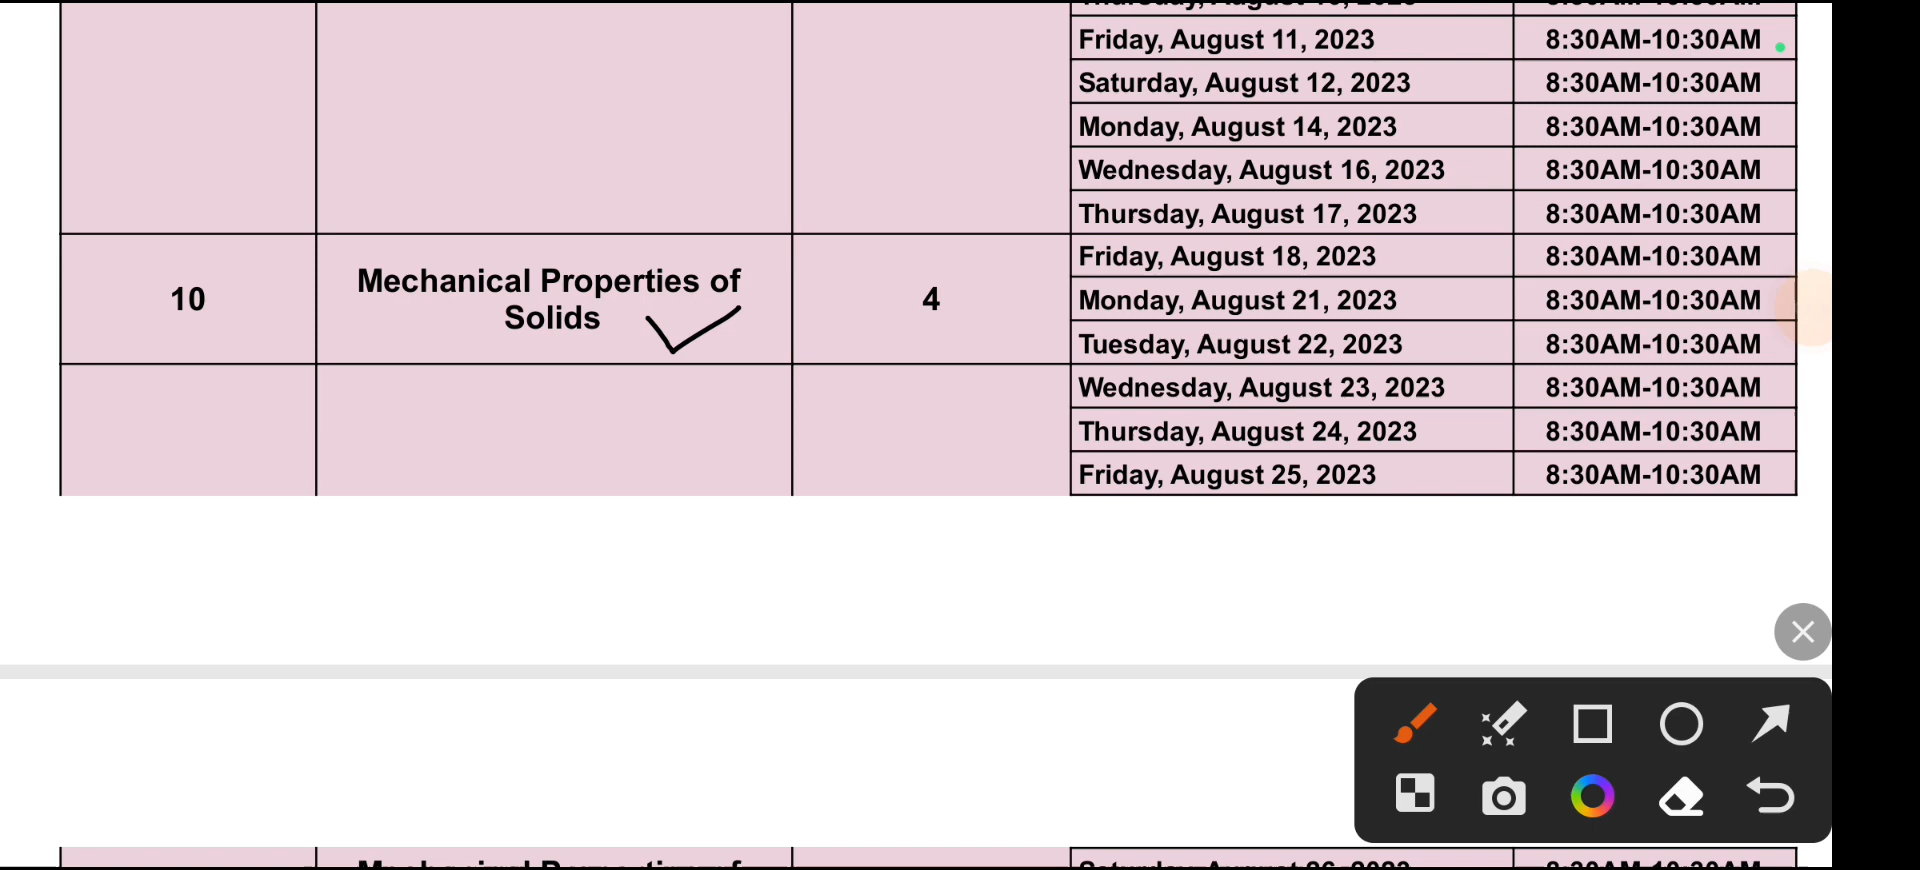 Friday, August 11, 2023 8:30AM-10:30AM
Saturday, August 12, 2023 8:30AM-10:30AM
Monday, August 14, 2023 8:30AM-10:30AM
Wednesday, August 16, 2023 8:30AM-10:30AM
Thursday, August 17, 2023 8:30AM-10:30AM
10
Mechanical Properties of
Solids
4
Friday, August 18, 2023 8:30AM-10:30AM
Monday, August 21, 2023 8:30AM-10:30AM
Tuesday, August 22, 2023 8:30AM-10:30AM
Wednesday, August 23, 2023 8:30AM-10:30AM
Thursday, August 24, 2023 8:30AM-10:30AM
Friday, August 25, 2023 8:30AM-10:30AM